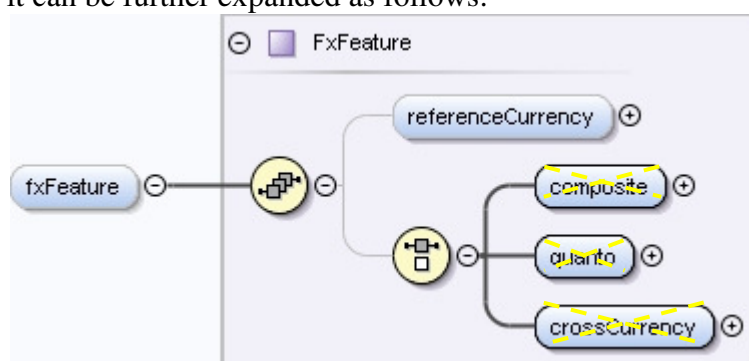 it can be further expanded as follows:
FxFeature
referenceCurrency
fxFeature
composite
quanto
crossCurrency